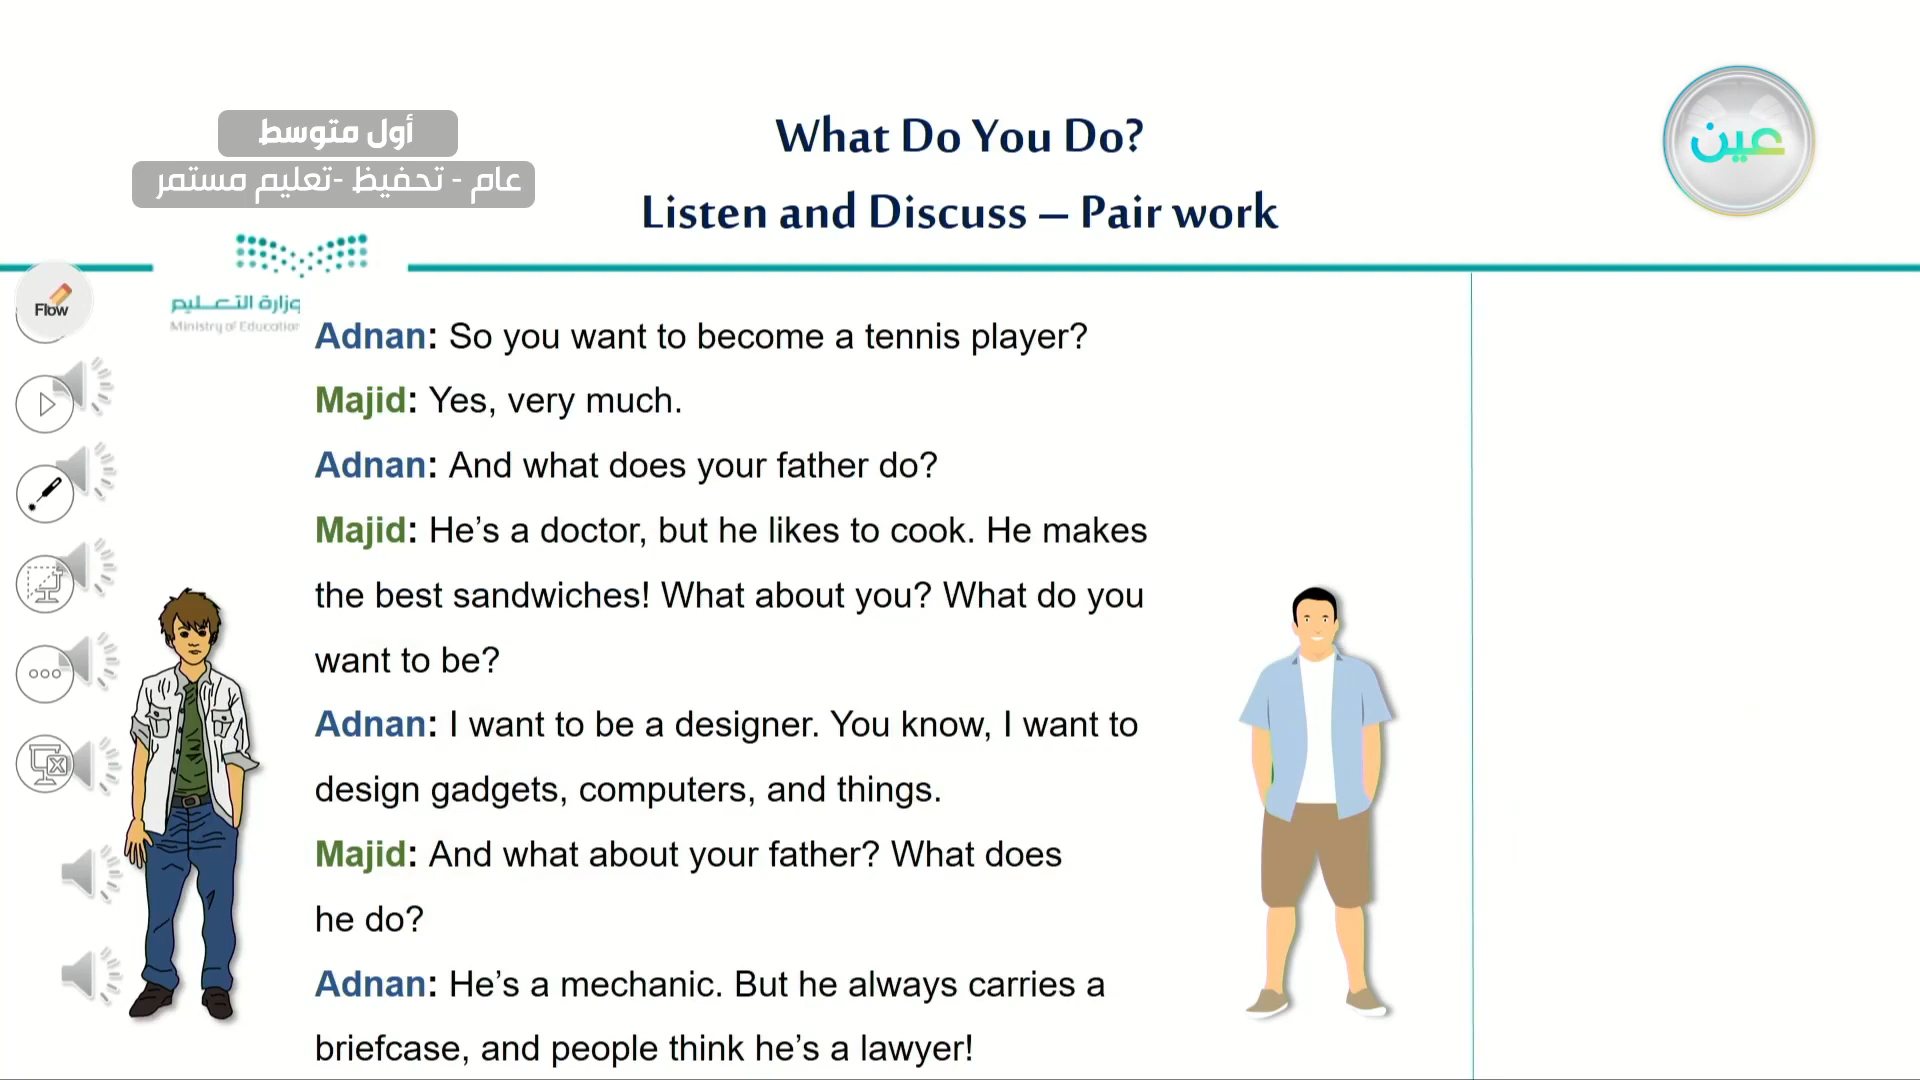 أول متوسط
عام - تحفيظ -تعليم مستمر
What Do You Do?
Listen and Discuss – Pair work
عين
وزارة التعليم
Ministry of Education
Flow
Adnan: So you want to become a tennis player?
Majid: Yes, very much.
Adnan: And what does your father do?
Majid: He’s a doctor, but he likes to cook. He makes
the best sandwiches! What about you? What do you
want to be?
Adnan: I want to be a designer. You know, I want to
design gadgets, computers, and things.
Majid: And what about your father? What does
he do?
Adnan: He’s a mechanic. But he always carries a
briefcase, and people think he’s a lawyer!